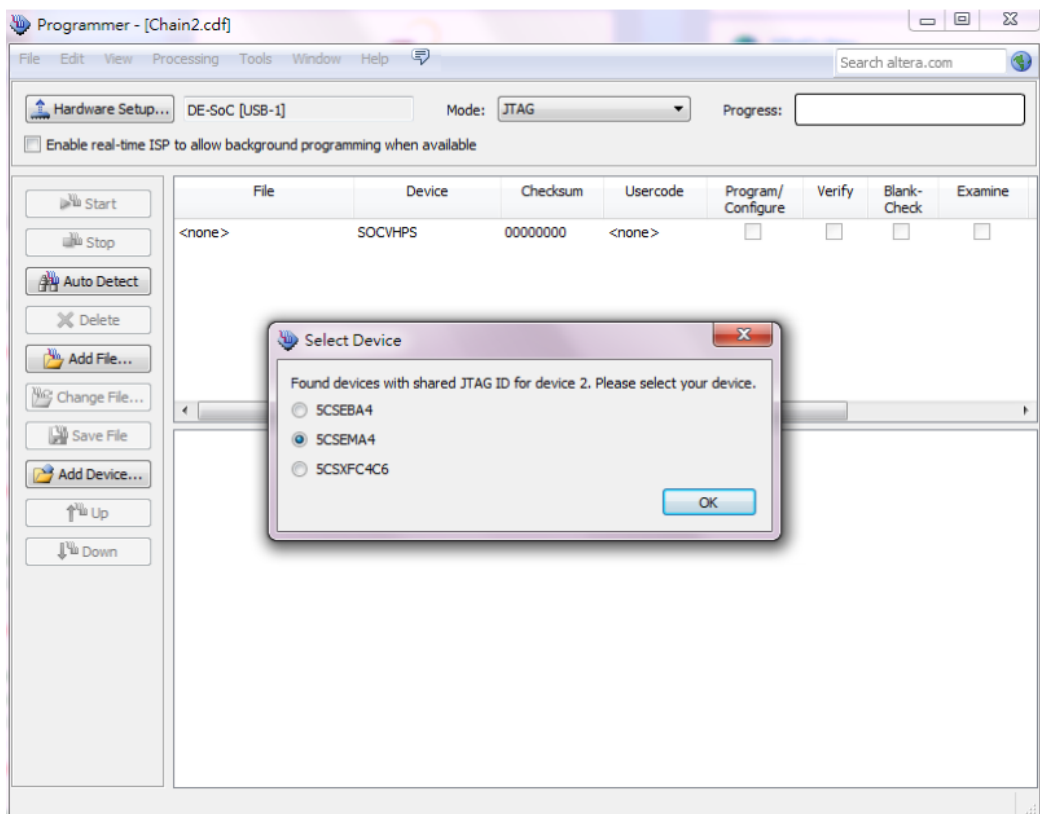 Programmer - [Chain2.cdf]
File Edit View Processing Tools Window Help
Search altera.com
Hardware Setup... DE-SoC [USB-1] Mode: JTAG Progress:
Enable real-time ISP to allow background programming when available
File Device Checksum Usercode Program/ Verify Blank- Examine
Configure Check
<none> SOCVHPS 00000000 <none>
Start
Stop
Auto Detect
Delete
Add File...
Change File...
Save File
Add Device...
Up
Down
Select Device
Found devices with shared JTAG ID for device 2. Please select your device.
5CSEBA4
5CSEMA4
5CSXFC4C6
OK